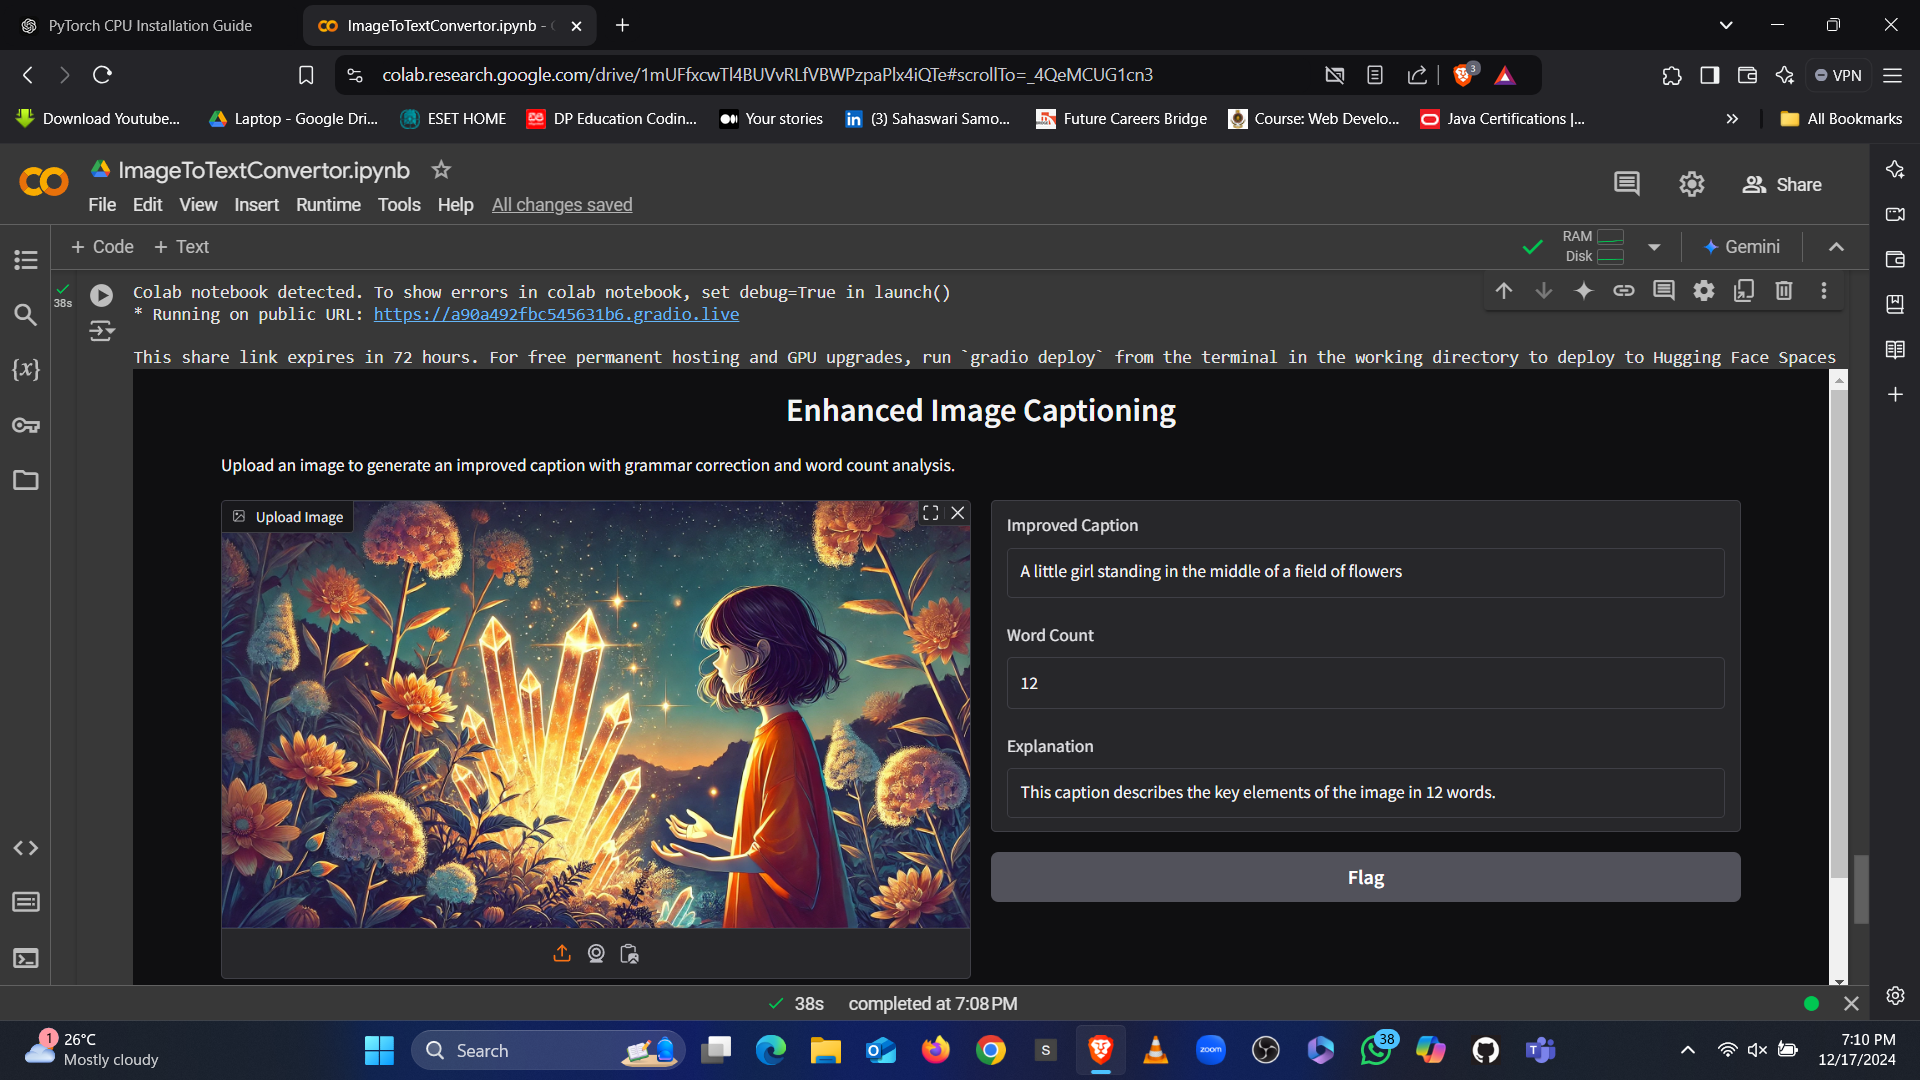 PyTorch CPU Installation Guide
ImageToTextConvertor.ipynb -
colab.research.google.com/drive/1mUFfxcwTl4BUVvRLfVBWPzpaPlx4iQTe#scrollTo=_4QeMCUG1cn3
3
VPN
Download Youtube...
Laptop - Google Dri...
ESET HOME
DP Education Codin...
Your stories
(3) Sahaswari Samo...
Future Careers Bridge
Course: Web Develo...
Java Certifications |...
All Bookmarks
ImageToTextConvertor.ipynb
File Edit View Insert Runtime Tools Help All changes saved
Share
+ Code + Text
RAM
Disk
Gemini
38s
Colab notebook detected. To show errors in colab notebook, set debug=True in launch()
* Running on public URL: https://a90a492fbc545631b6.gradio.live
This share link expires in 72 hours. For free permanent hosting and GPU upgrades, run `gradio deploy` from the terminal in the working directory to deploy to Hugging Face Spaces
Enhanced Image Captioning
Upload an image to generate an improved caption with grammar correction and word count analysis.
Upload Image
Improved Caption
A little girl standing in the middle of a field of flowers
Word Count
12
Explanation
This caption describes the key elements of the image in 12 words.
Flag
38s completed at 7:08 PM
1
26°C
Mostly cloudy
Search
S
zoom
38
7:10 PM
12/17/2024